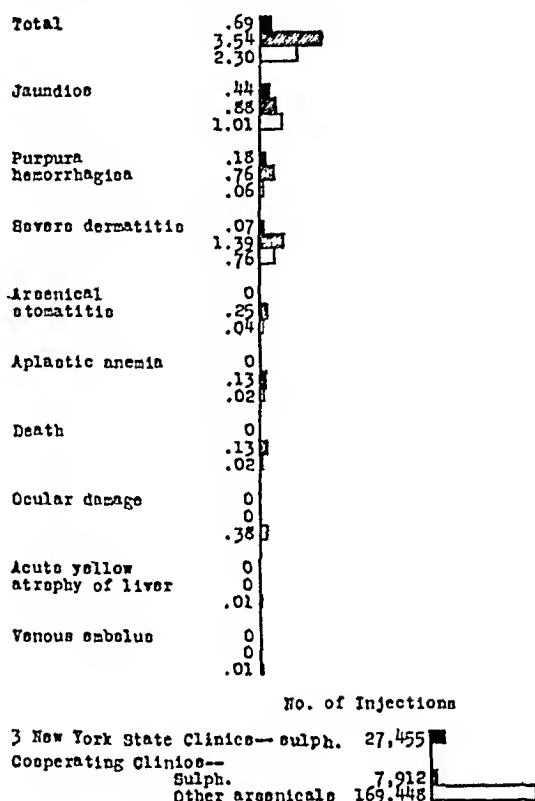 Total .69
3.54
2.30
Jaundios .44
.88
1.01
Purpura .18
hemorrhagica .76
.06
Severe dermatitis .07
1.39
.76
Arsenical 0
stomatitis .25
.04
Aplastic anemia 0
.13
.02
Death 0
.13
.02
Ocular damage 0
0
.38
Acute yellow 0
atrophy of liver 0
.01
Venous embolus 0
0
.01
No. of Injections
3 New York State Clinics— sulph. 27,455
Cooperating Clinics—
Sulph. 7,912
Other arsenicals 169,448